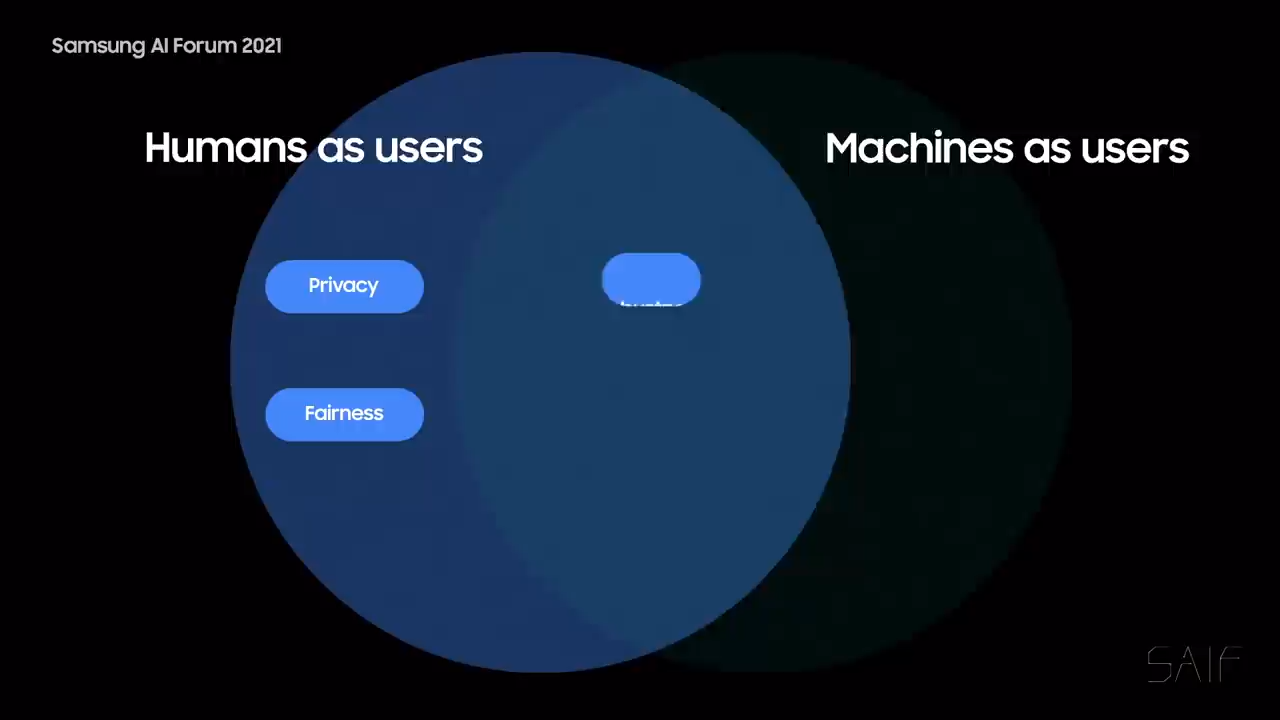 Samsung AI Forum 2021
Humans as users
Machines as users
Privacy
Fairness
SAIF